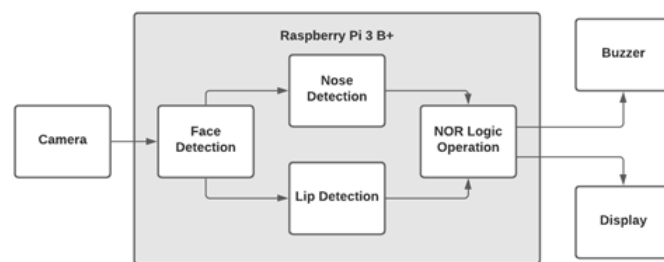 Raspberry Pi 3 B+
Buzzer
Nose
Detection
Camera
Face
Detection
NOR Logic
Operation
Lip Detection
Display